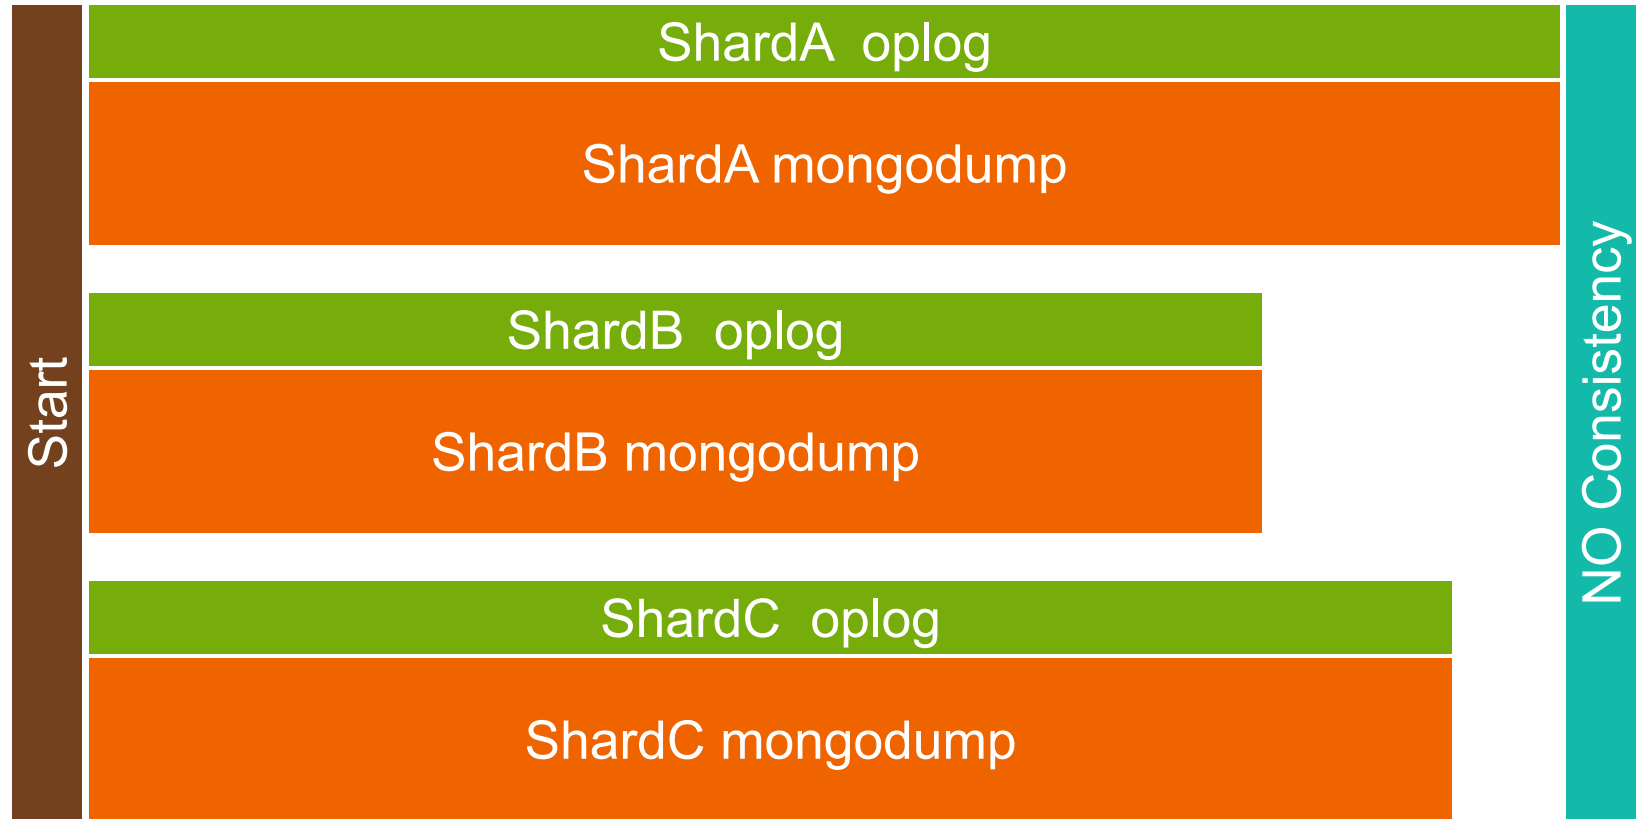 Start
ShardA oplog
ShardA mongodump
ShardB oplog
ShardB mongodump
ShardC oplog
ShardC mongodump
NO Consistency